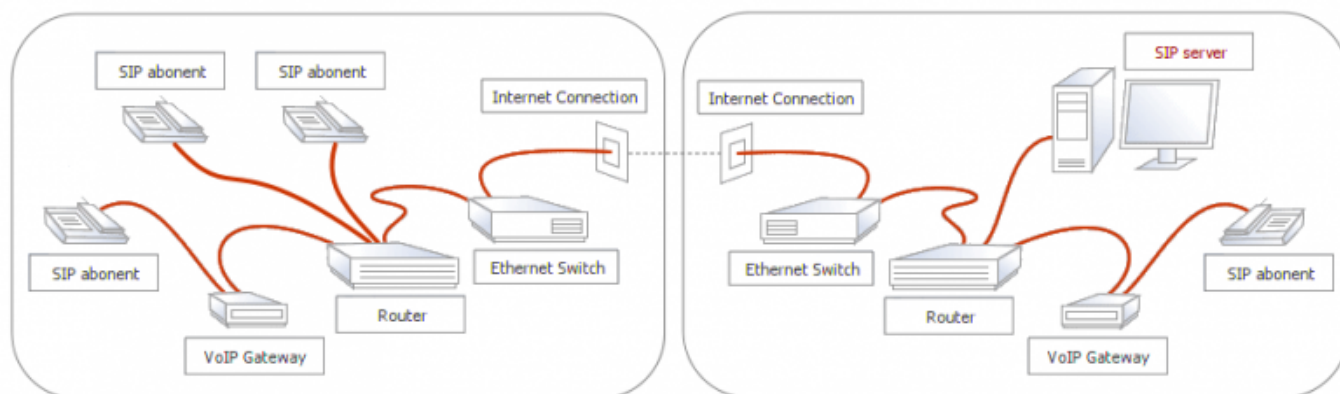 SIP abonent
SIP abonent
Internet Connection
SIP abonent
Ethernet Switch
Router
VoIP Gateway
Internet Connection
SIP server
Ethernet Switch
SIP abonent
Router
VoIP Gateway